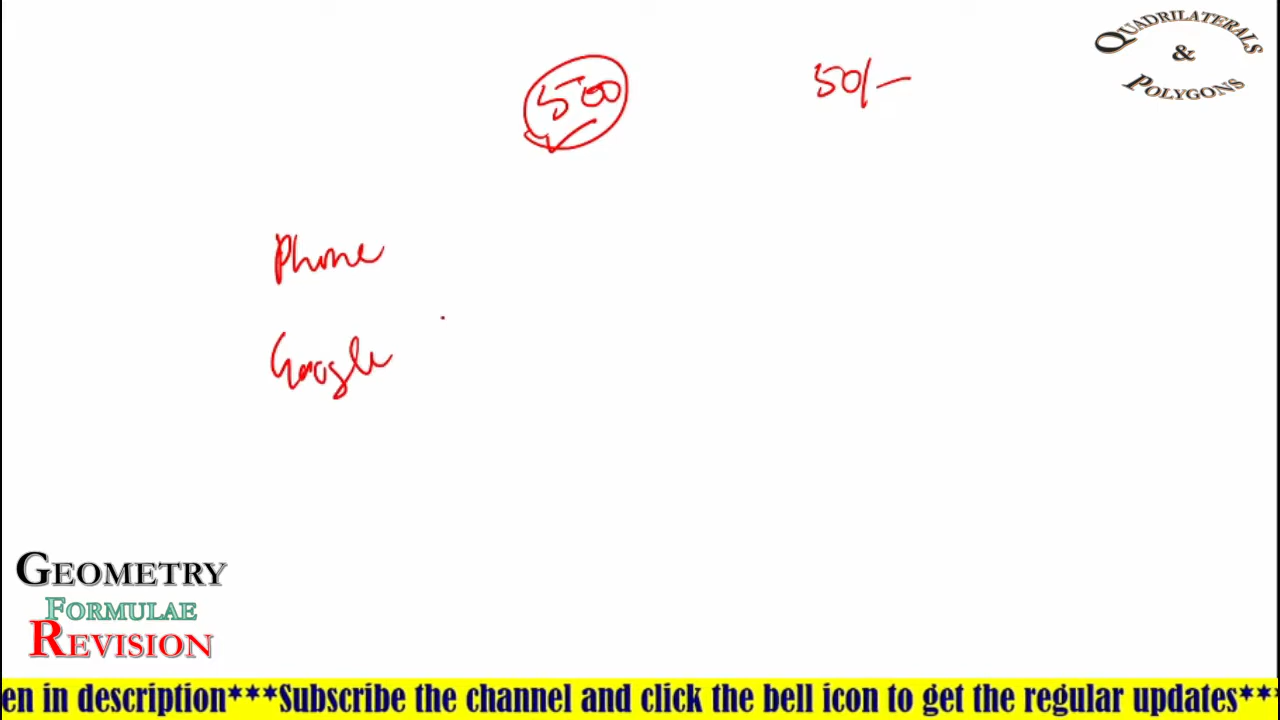 QUADRILATERALS
&
POLYGONS
500
50/-
Phone
Google
GEOMETRY
FORMULAE
REVISION
en in description***Subscribe the channel and click the bell icon to get the regular updates**